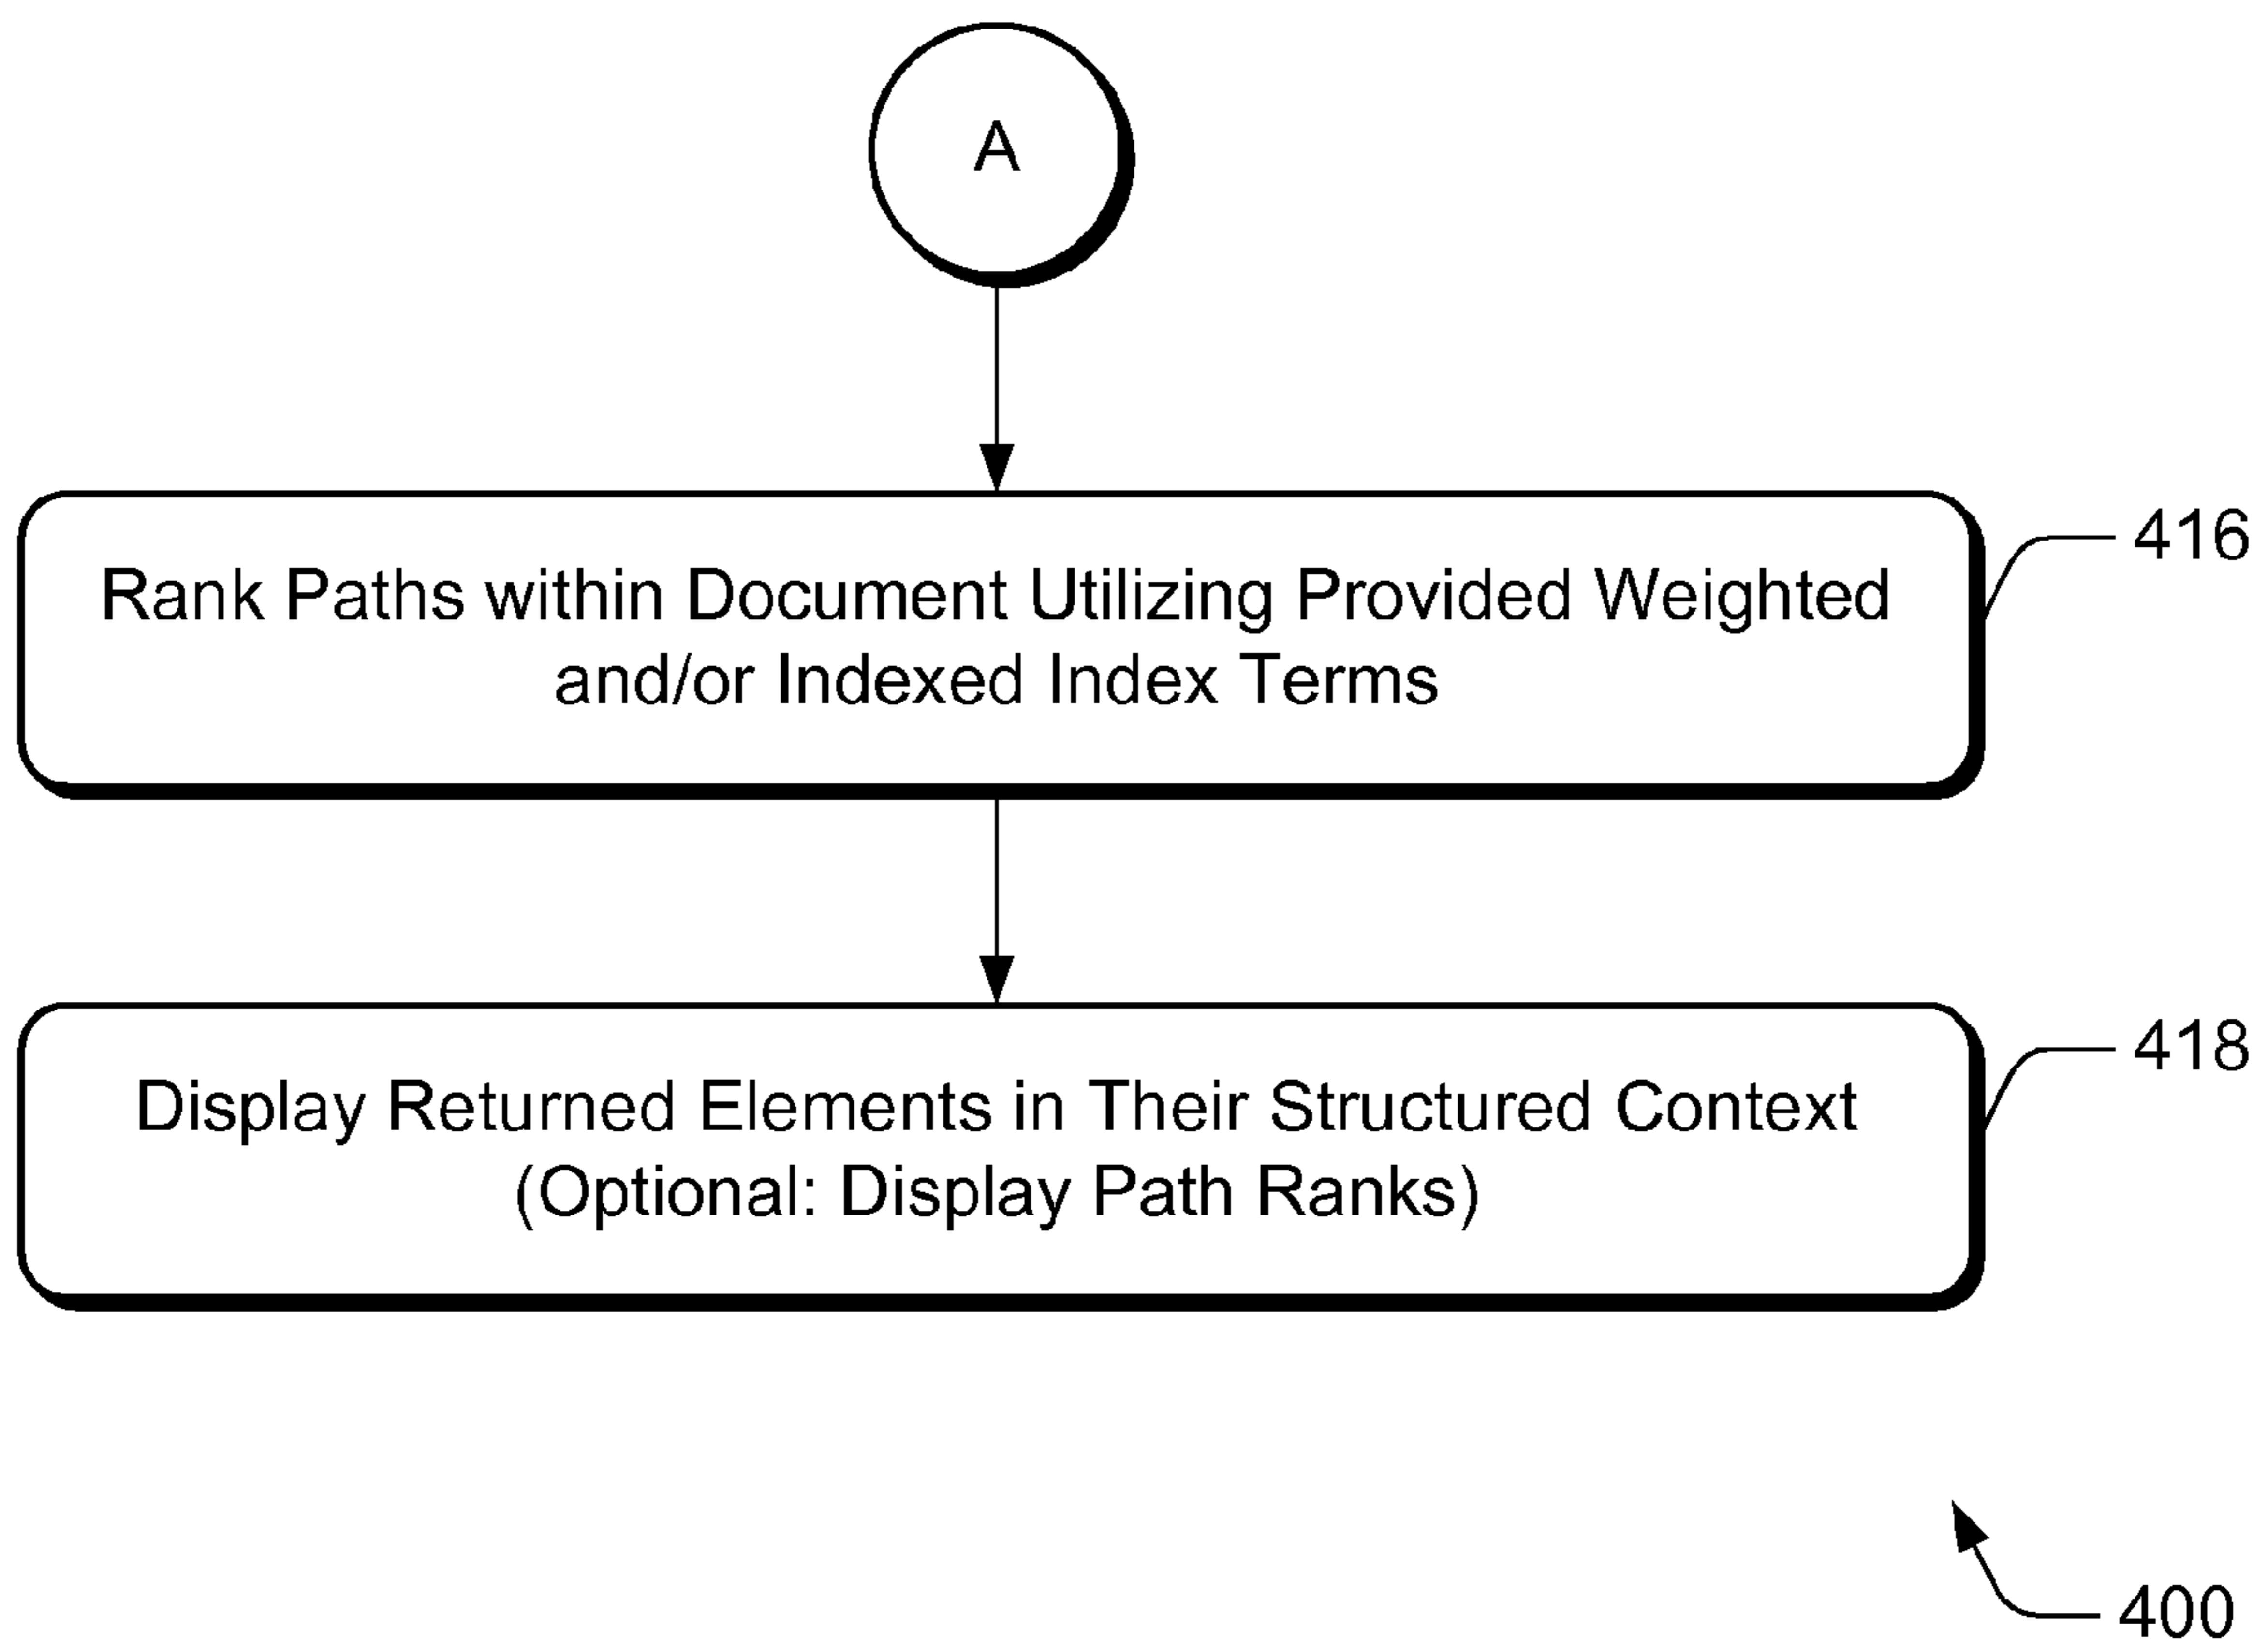 A
Rank Paths within Document Utilizing Provided Weighted
and/or Indexed Index Terms
416
Display Returned Elements in Their Structured Context
(Optional: Display Path Ranks)
418
400